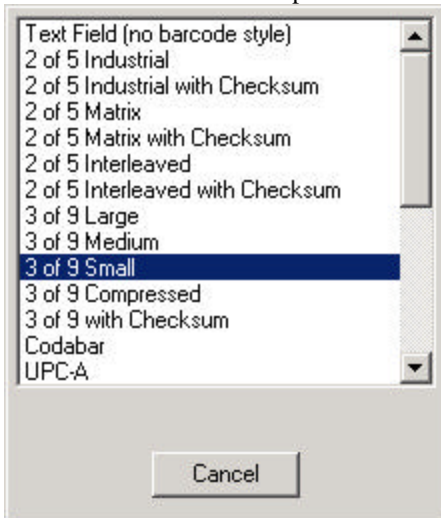 Text Field (no barcode style)
2 of 5 Industrial
2 of 5 Industrial with Checksum
2 of 5 Matrix
2 of 5 Matrix with Checksum
2 of 5 Interleaved
2 of 5 Interleaved with Checksum
3 of 9 Large
3 of 9 Medium
3 of 9 Small
3 of 9 Compressed
3 of 9 with Checksum
Codabar
UPC-A
Cancel